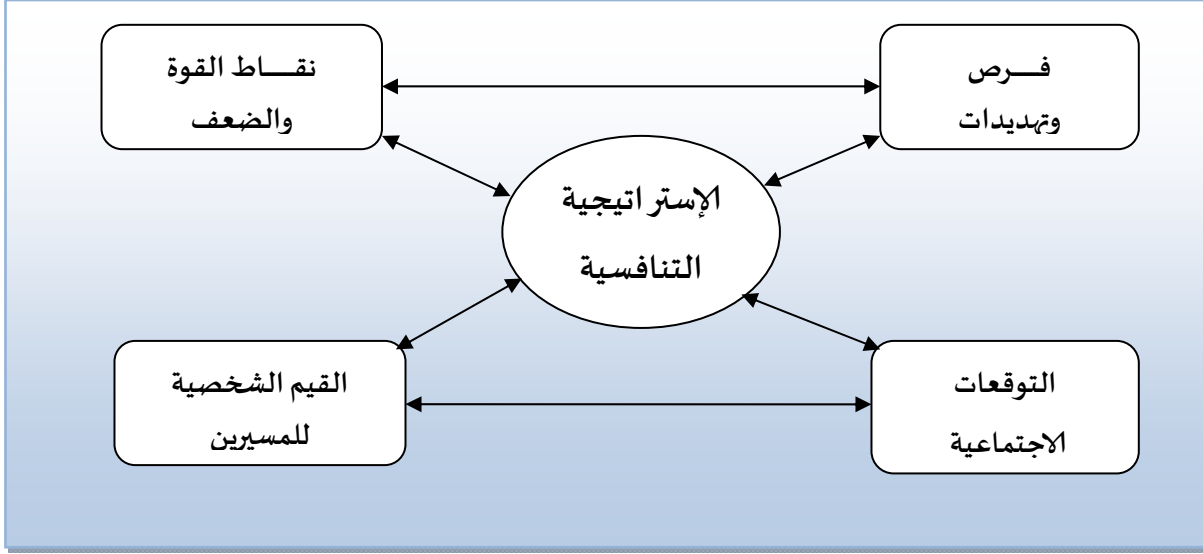 فـــرص
وتهديدات
نقـــاط القوة
والضعف
الإستراتيجية
التنافسية
التوقعات
الاجتماعية
القيم الشخصية
للمسيرين